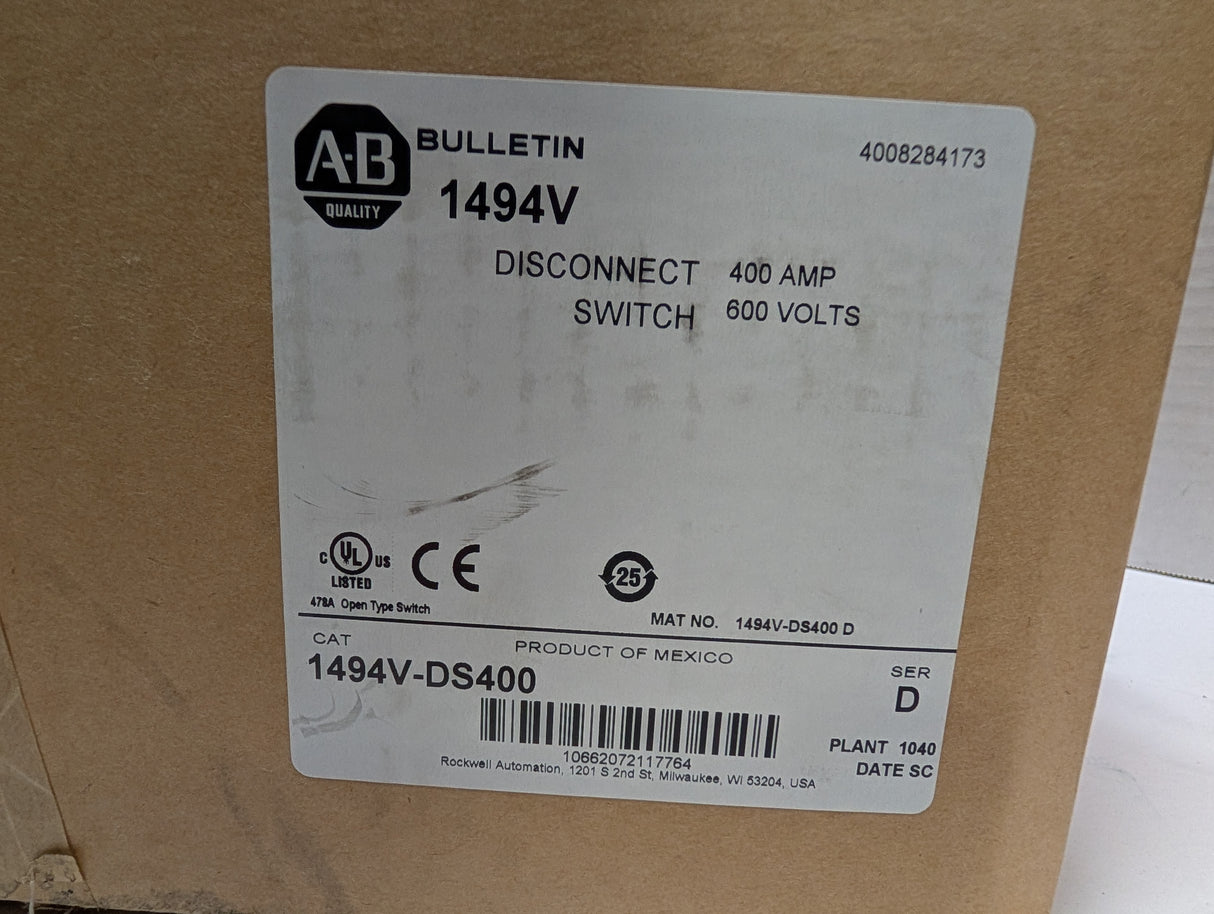 A-B
QUALITY
BULLETIN
1494V
4008284173
DISCONNECT 400 AMP
SWITCH 600 VOLTS
C UL US
LISTED
CE
25
478A Open Type Switch
MAT NO. 1494V-DS400 D
CAT
PRODUCT OF MEXICO
SER
1494V-DS400
D
10662072117764
PLANT 1040
DATE SC
Rockwell Automation, 1201 S 2nd St, Milwaukee, WI 53204, USA